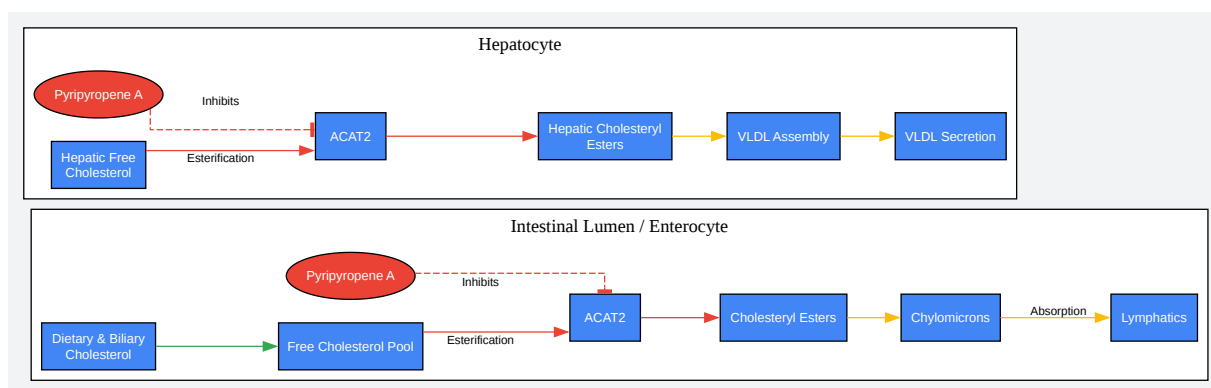 Hepatocyte
Pyripyropene A
Inhibits
ACAT2
Hepatic Cholesteryl
Esters
VLDL Assembly
VLDL Secretion
Hepatic Free
Cholesterol
Esterification
Intestinal Lumen / Enterocyte
Pyripyropene A
Inhibits
ACAT2
Cholesteryl Esters
Chylomicrons
Absorption
Lymphatics
Dietary & Biliary
Cholesterol
Free Cholesterol Pool
Esterification